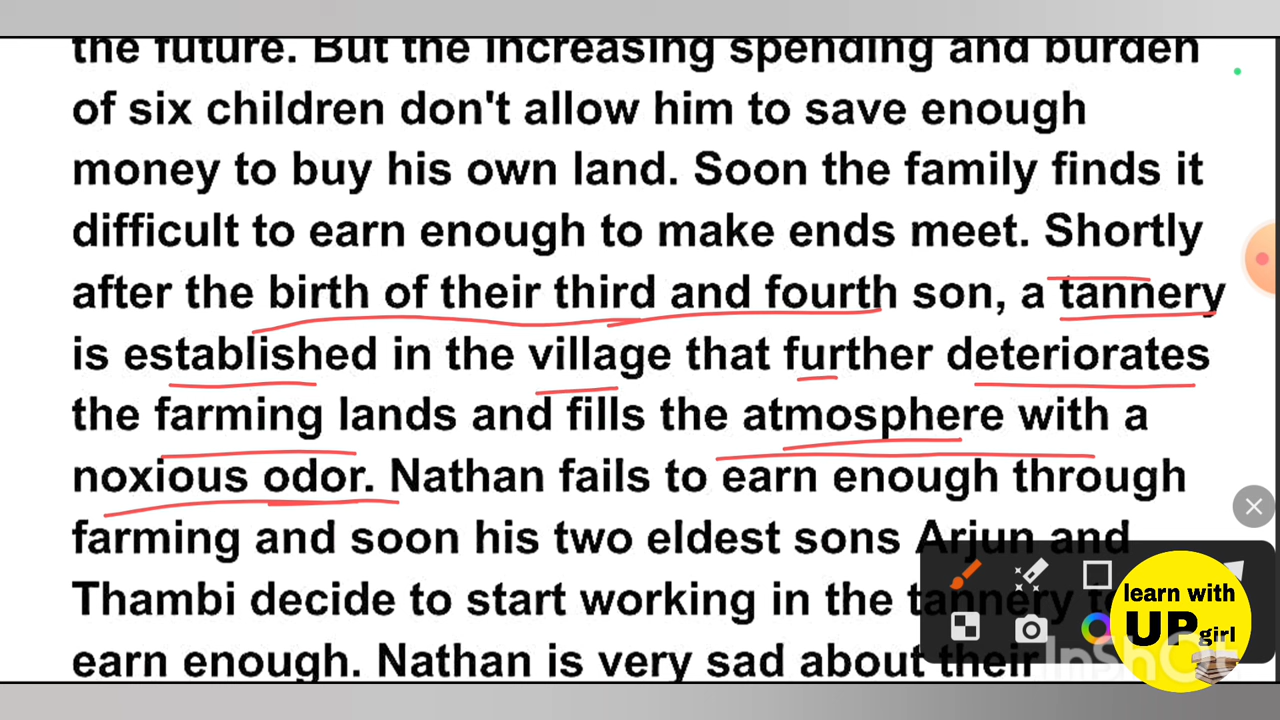 the future. But the increasing spending and burden
of six children don't allow him to save enough
money to buy his own land. Soon the family finds it
difficult to earn enough to make ends meet. Shortly
after the birth of their third and fourth son, a tannery
is established in the village that further deteriorates
the farming lands and fills the atmosphere with a
noxious odor. Nathan fails to earn enough through
farming and soon his two eldest sons Arjun and
Thambi decide to start working in the tannery to
earn enough. Nathan is very sad about their
learn with
UP girl
InShOt